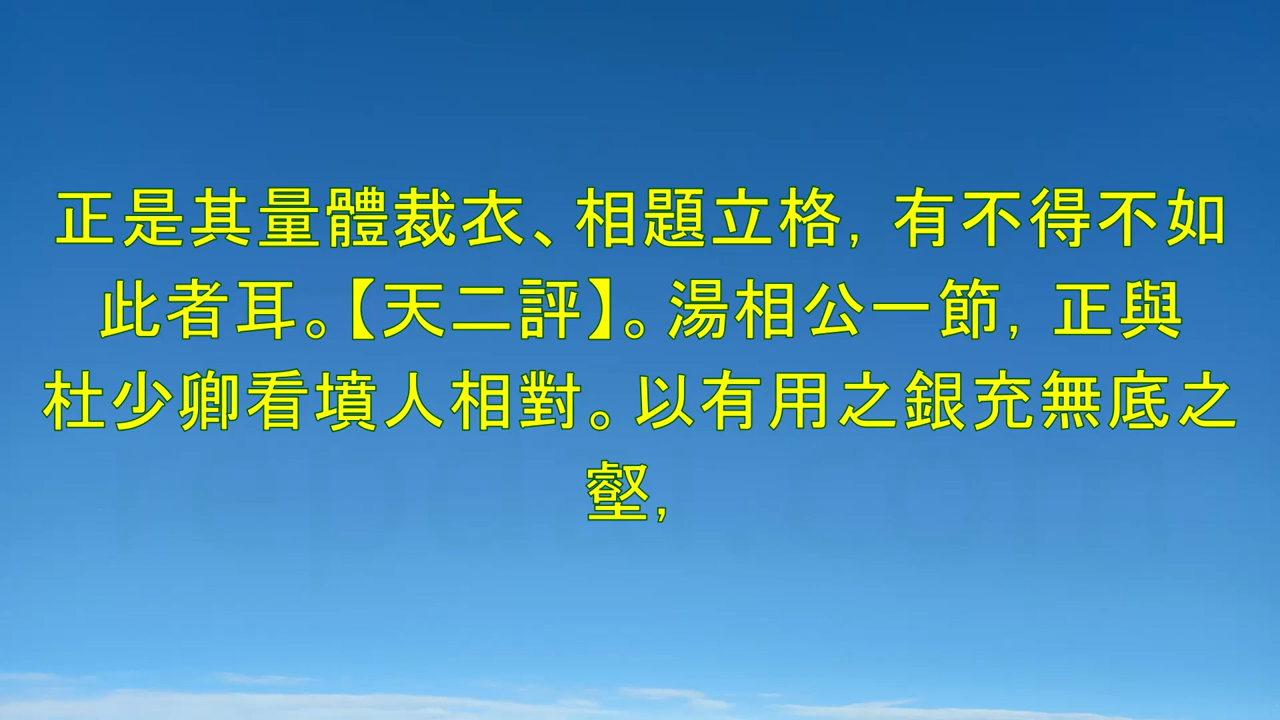 正是其量體裁衣、相題立格，有不得不如
此者耳。【天二評】。湯相公一節，正與
杜少卿看墳人相對。以有用之銀充無底之
壑，